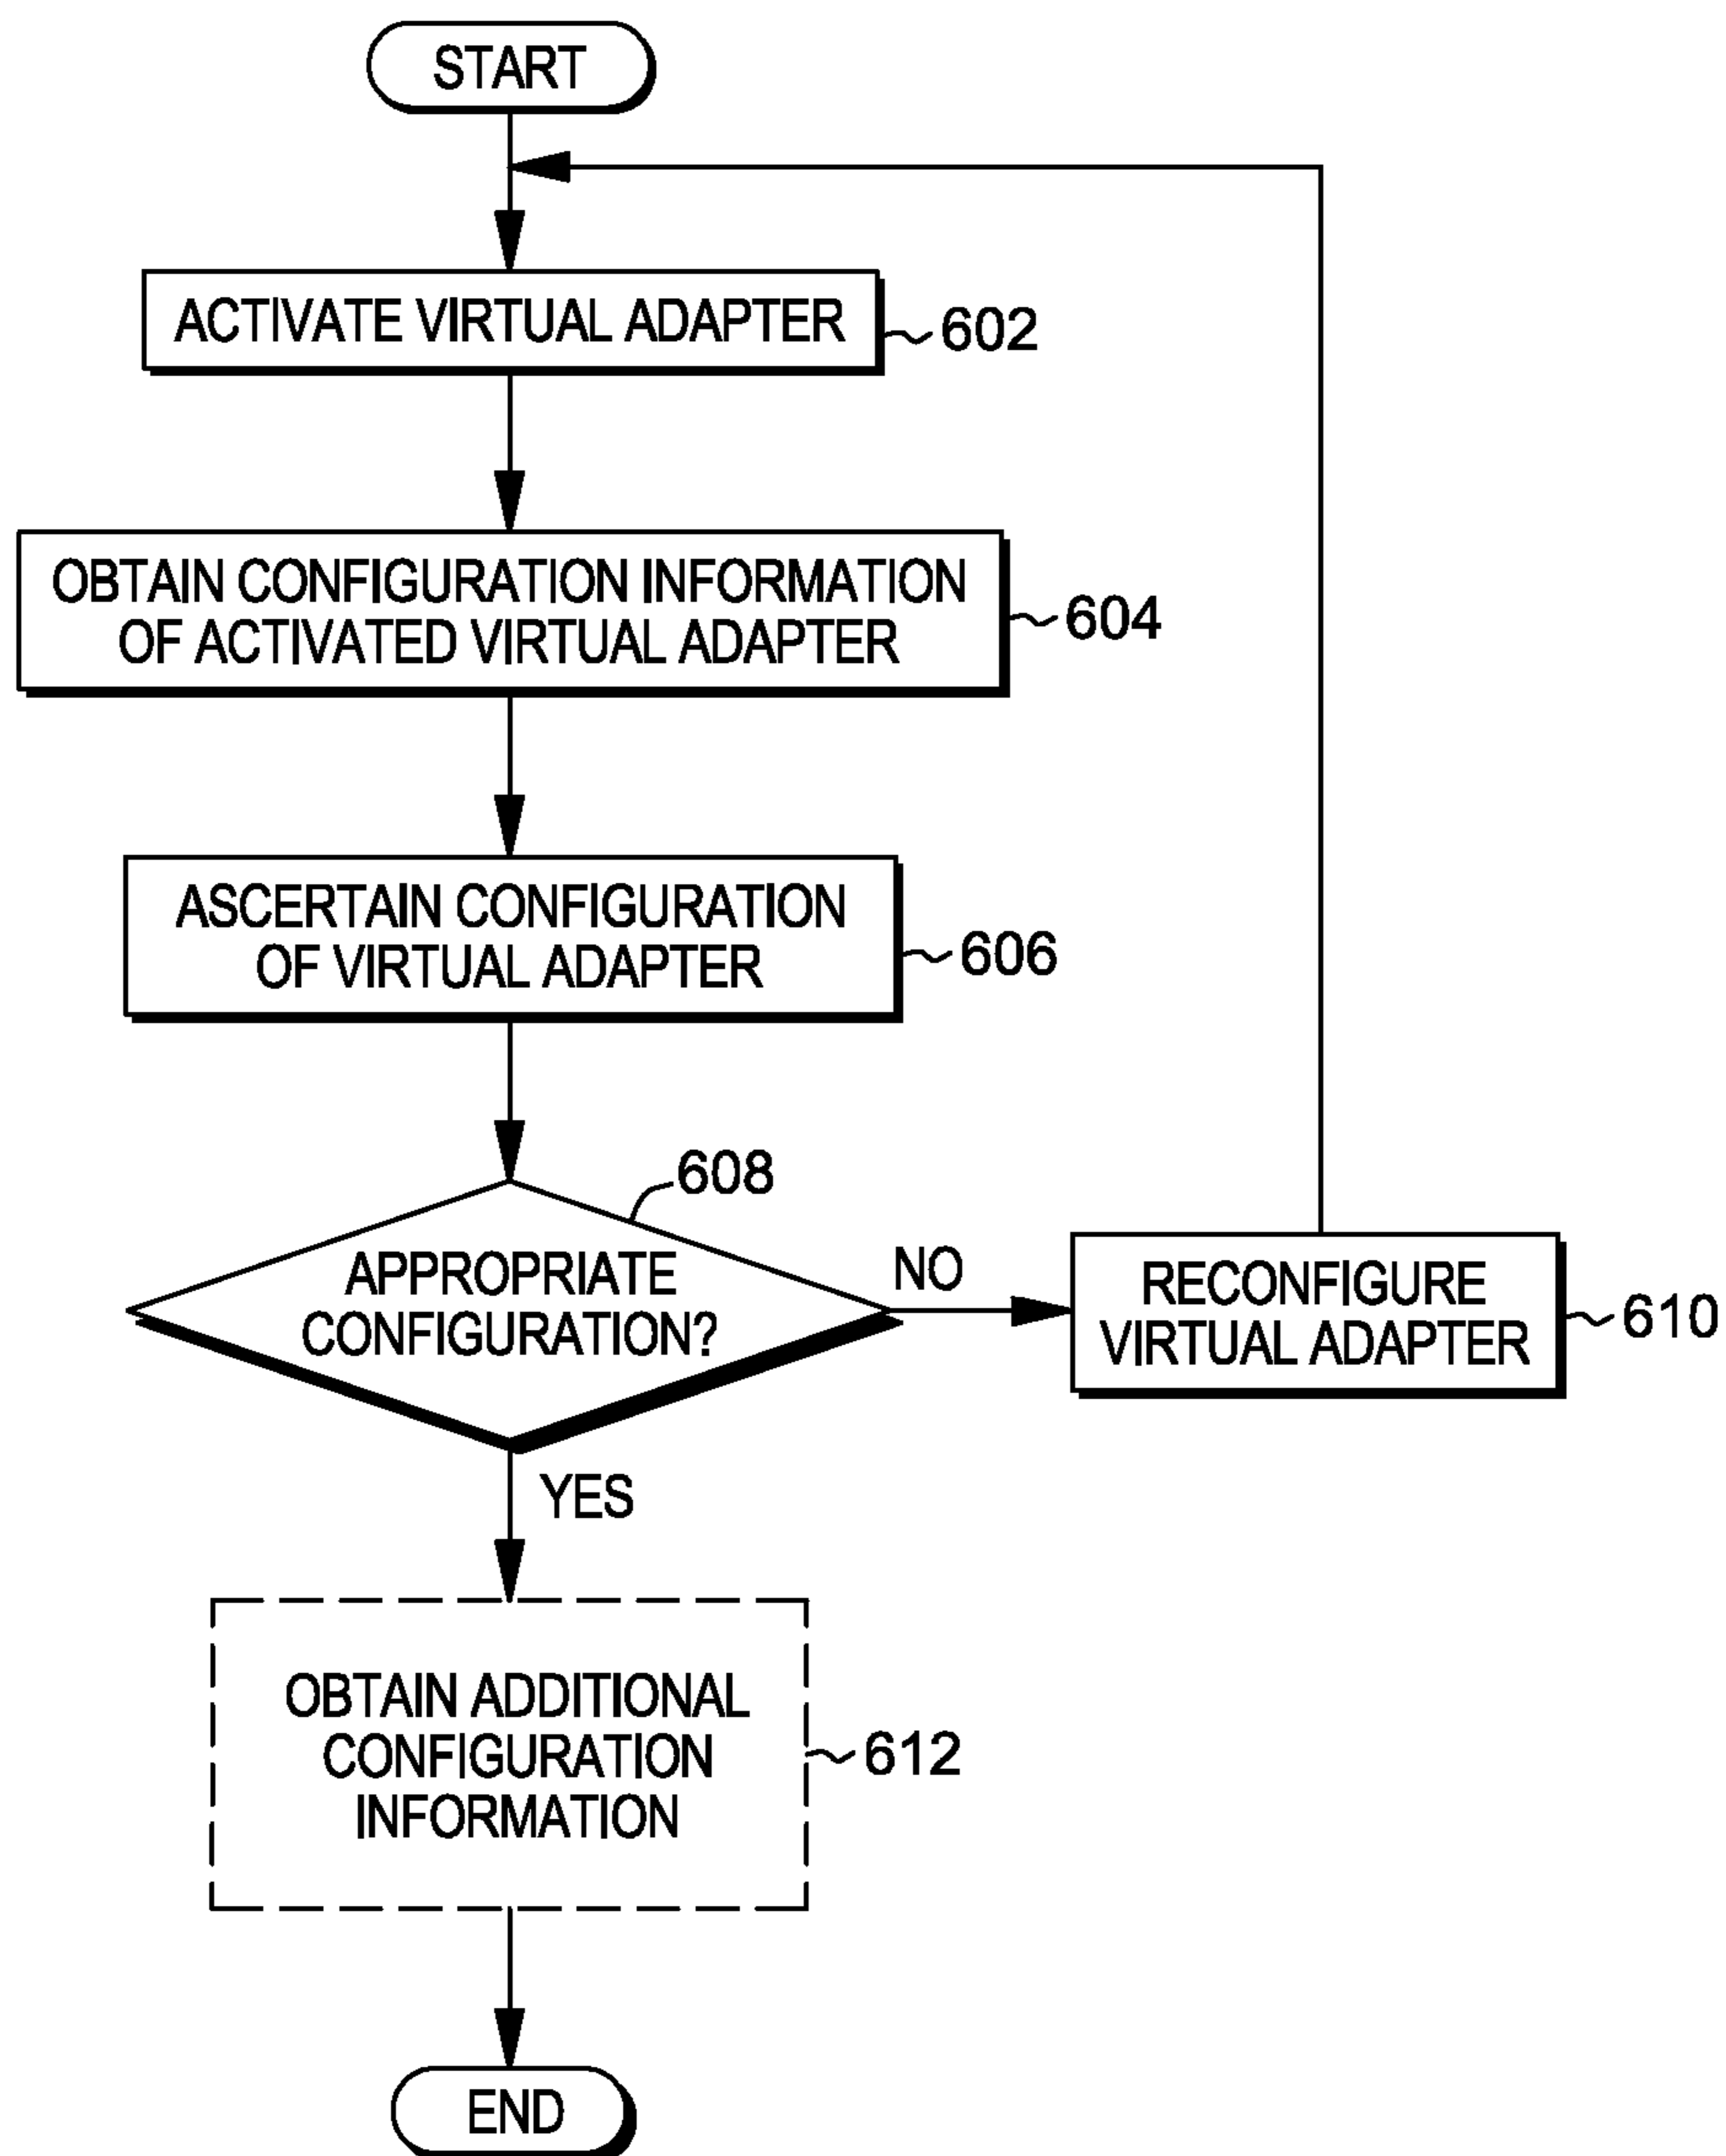 START
ACTIVATE VIRTUAL ADAPTER
602
OBTAIN CONFIGURATION INFORMATION
OF ACTIVATED VIRTUAL ADAPTER
604
ASCERTAIN CONFIGURATION
OF VIRTUAL ADAPTER
606
608
APPROPRIATE
CONFIGURATION?
NO
RECONFIGURE
VIRTUAL ADAPTER
610
YES
OBTAIN ADDITIONAL
CONFIGURATION
INFORMATION
612
END